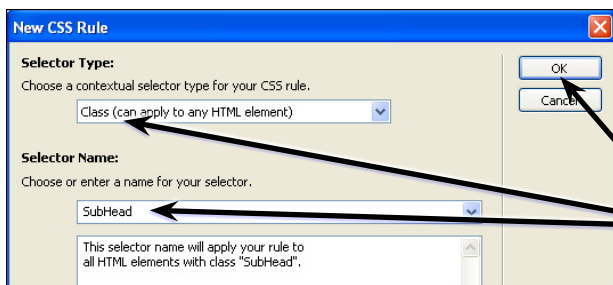 New CSS Rule
Selector Type:
OK
Choose a contextual selector type for your CSS rule.
Class (can apply to any HTML element)
Cancel
Selector Name:
Choose or enter a name for your selector.
SubHead
This selector name will apply your rule to
all HTML elements with class "SubHead".